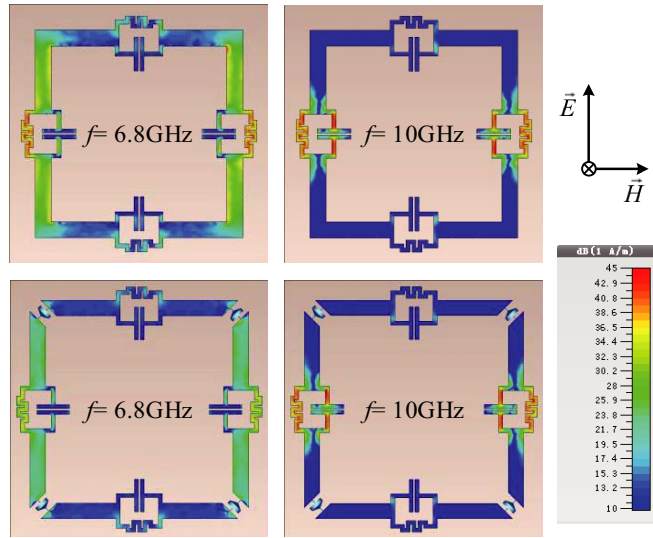 f= 6.8GHz
f= 10GHz
E
H
dB(1 A/m)
45
42.9
40.8
38.6
36.5
34.4
32.3
30.2
28
25.9
23.8
21.7
19.5
17.4
15.3
13.2
10
f= 6.8GHz
f= 10GHz